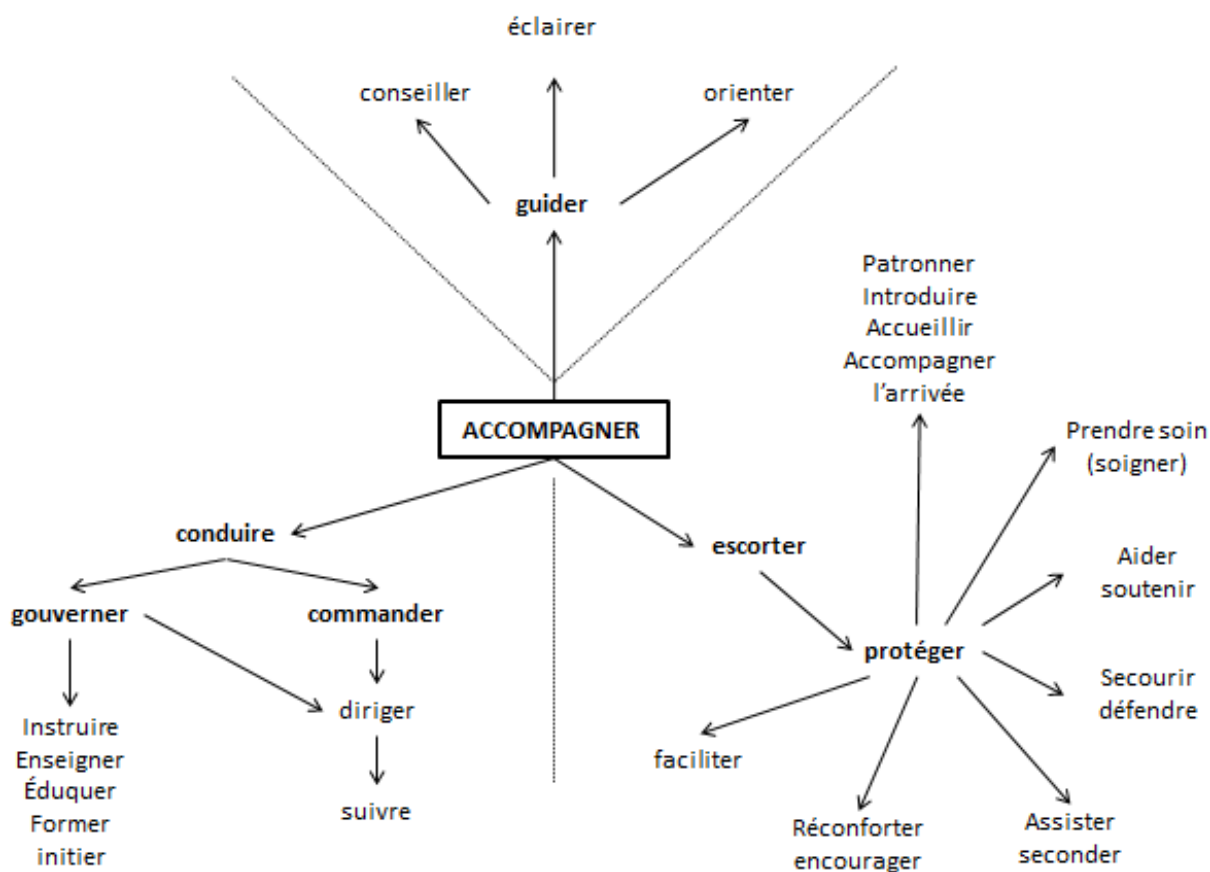 éclairer
conseiller
orienter
guider
Patronner
Introduire
Accueillir
Accompagner
l'arrivée
ACCOMPAGNER
Prendre soin
(soigner)
conduire
escorter
Aider
soutenir
gouverner
commander
protéger
Secourir
défendre
diriger
Instruire
Enseigner
Éduquer
Former
initier
faciliter
suivre
Réconforter
encourager
Assister
seconder